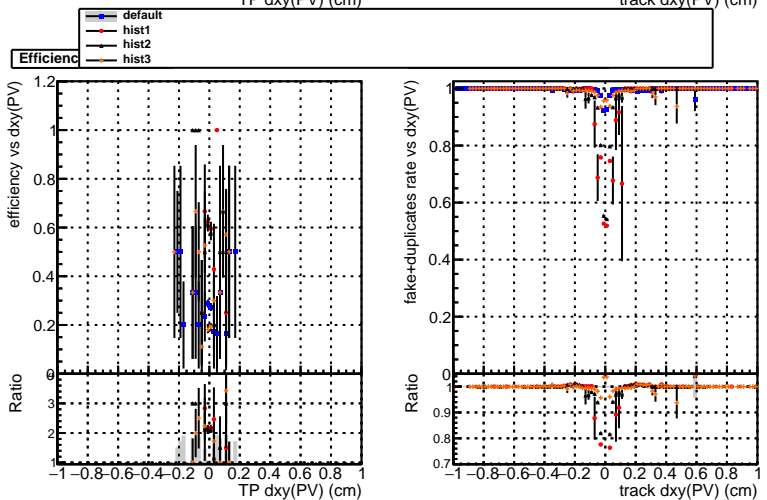 TP dxy(PV) (cm)
track dxy(PV) (cm)
default
hist1
hist2
hist3
Efficienc
efficiency vs dxy(PV)
1.2
1
0.8
0.6
0.4
0.2
0
Ratio
3
2
1
−1 −0.8 −0.6 −0.4 −0.2 0 0.2 0.4 0.6 0.8 1
TP dxy(PV) (cm)
fake+duplicates rate vs dxy(PV)
1
0.8
0.6
0.4
0.2
0
Ratio
1
0.9
0.8
0.7
−1 −0.8 −0.6 −0.4 −0.2 0 0.2 0.4 0.6 0.8 1
track dxy(PV) (cm)